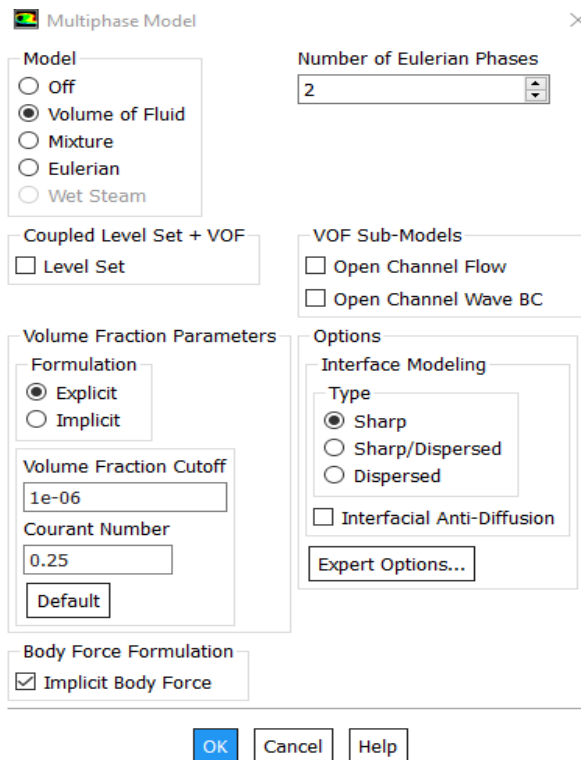 Multiphase Model
Model
Off
Volume of Fluid
Mixture
Eulerian
Wet Steam
Number of Eulerian Phases
2
Coupled Level Set + VOF
Level Set
VOF Sub-Models
Open Channel Flow
Open Channel Wave BC
Volume Fraction Parameters
Formulation
Explicit
Implicit
Volume Fraction Cutoff
1e-06
Courant Number
0.25
Default
Options
Interface Modeling
Type
Sharp
Sharp/Dispersed
Dispersed
Interfacial Anti-Diffusion
Expert Options...
Body Force Formulation
Implicit Body Force
OK Cancel Help